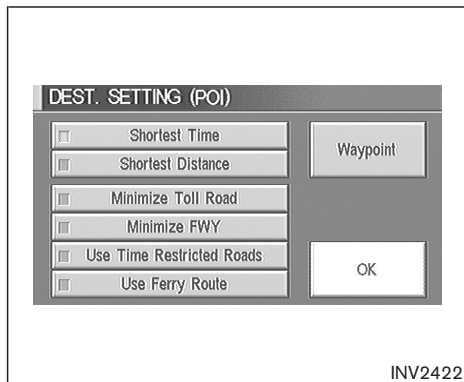 DEST. SETTING (POI)
Shortest Time
Shortest Distance
Waypoint
Minimize Toll Road
Minimize FWY
Use Time Restricted Roads
Use Ferry Route
OK
INV2422